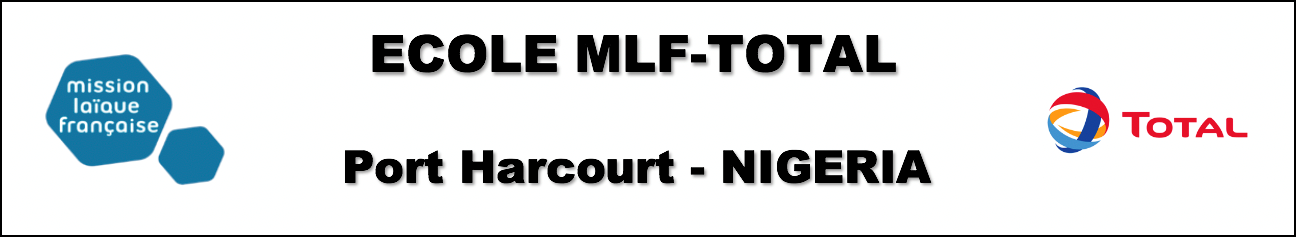 ECOLE MLF-TOTAL
mission
laïque
française
TOTAL
Port Harcourt - NIGERIA